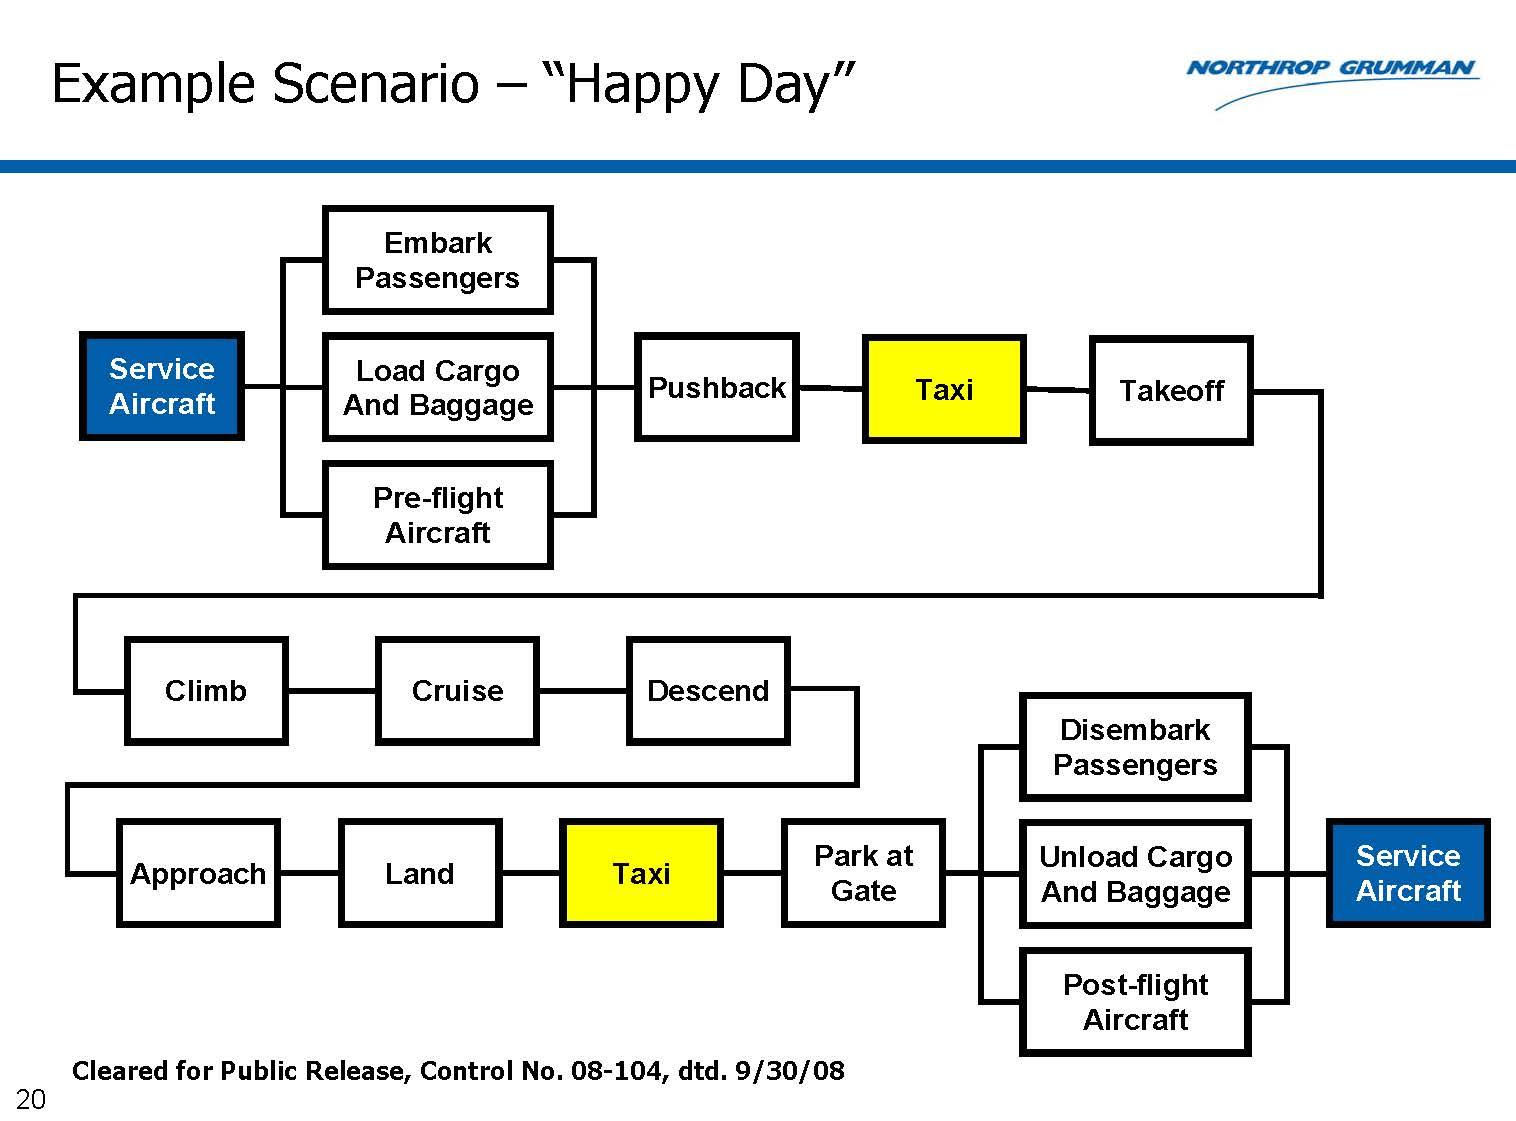 Example Scenario – “Happy Day”
NORTHROP GRUMMAN
Embark
Passengers
Service
Aircraft
Load Cargo
And Baggage
Pre-flight
Aircraft
Pushback
Taxi
Takeoff
Climb
Cruise
Descend
Approach
Land
Taxi
Park at
Gate
Disembark
Passengers
Unload Cargo
And Baggage
Post-flight
Aircraft
Service
Aircraft
Cleared for Public Release, Control No. 08-104, dtd. 9/30/08
20